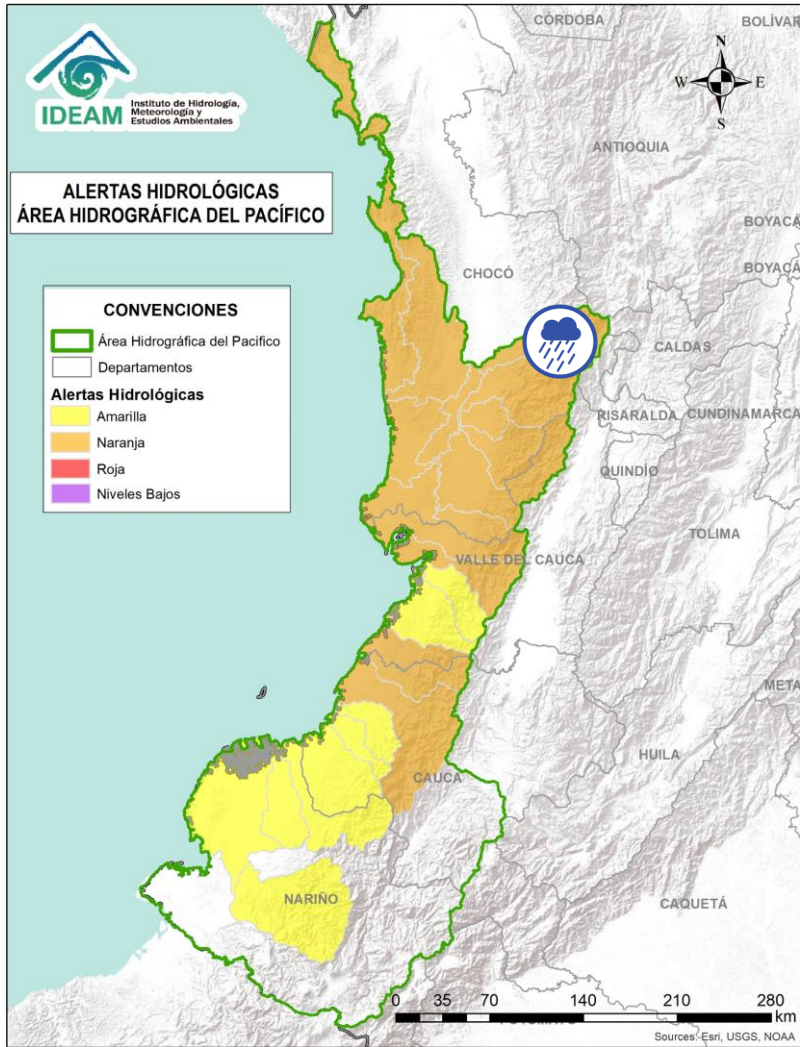 IDEAM
Instituto de Hidrología,
Meteorología y
Estudios Ambientales
ALERTAS HIDROLÓGICAS
ÁREA HIDROGRÁFICA DEL PACÍFICO
CONVENCIONES
Área Hidrográfica del Pacifico
Departamentos
Alertas Hidrológicas
Amarilla
Naranja
Roja
Niveles Bajos
CÓRDOBA
BOLÍVAR
N
W E
S
ANTIOQUIA
BOYACÁ
CHOCÓ
BOYACÁ
CALDAS
RISARALDA
CUNDINAMARCA
QUINDÍO
TOLIMA
VALLE DEL CAUCA
META
HUILA
CAUCA
NARIÑO
CAQUETÁ
0 35 70 140 210 280
km
Sources: Esri, USGS, NOAA